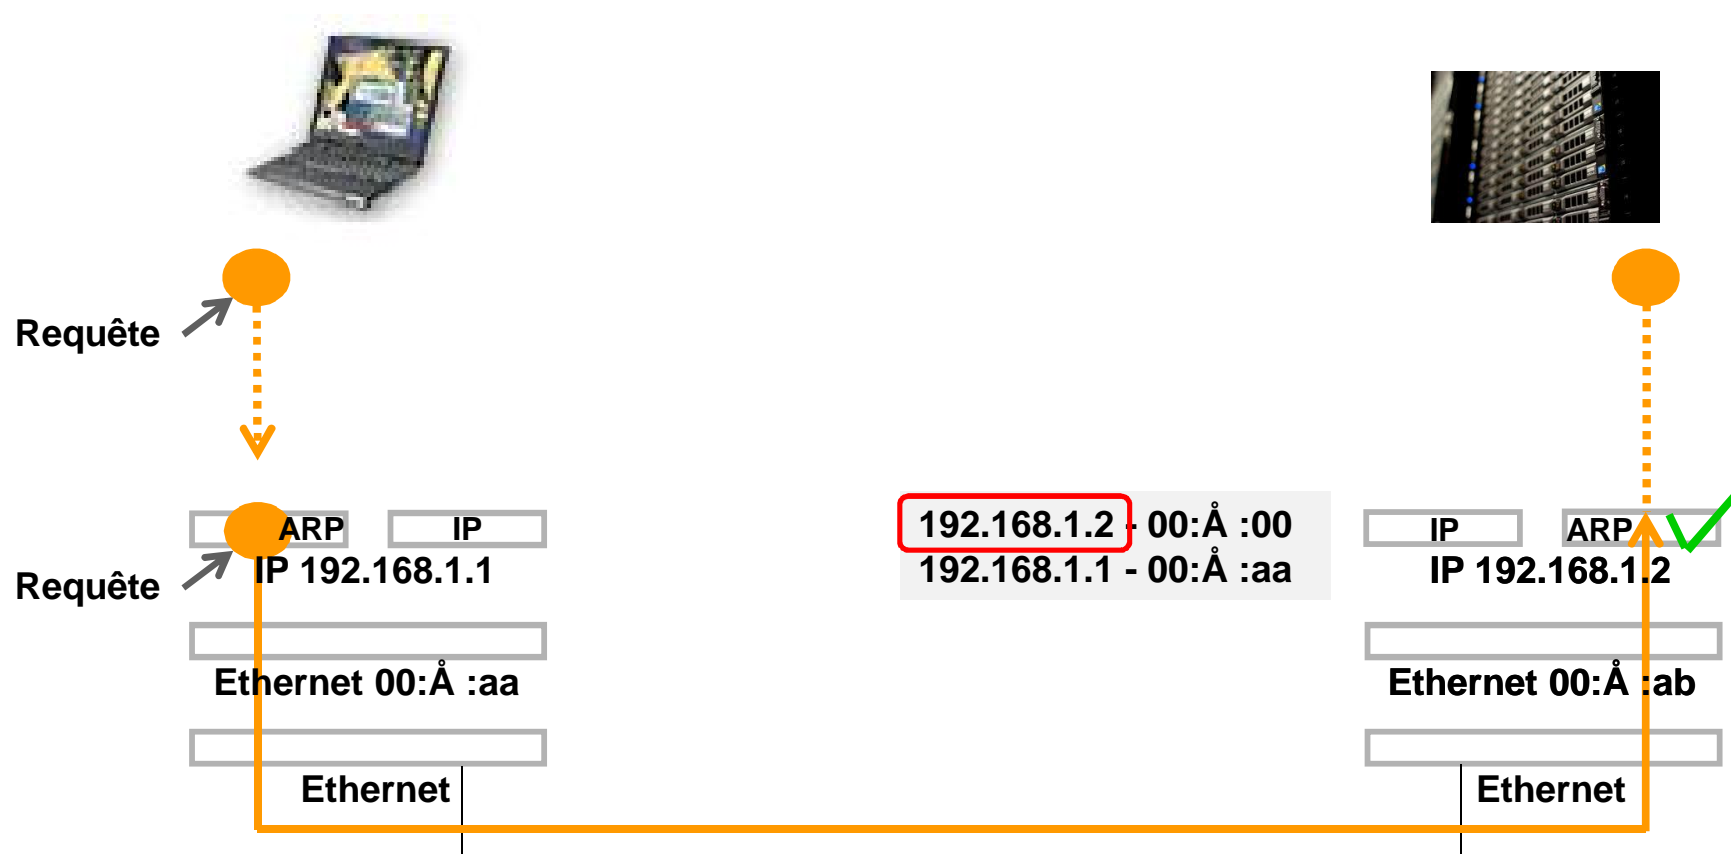 Requête
ARP
IP
192.168.1.2 - 00:Å :00
IP
ARP
IP 192.168.1.1
192.168.1.1 - 00:Å :aa
IP 192.168.1.2
Requête
Ethernet 00:Å :aa
Ethernet 00:Å :ab
Ethernet
Ethernet